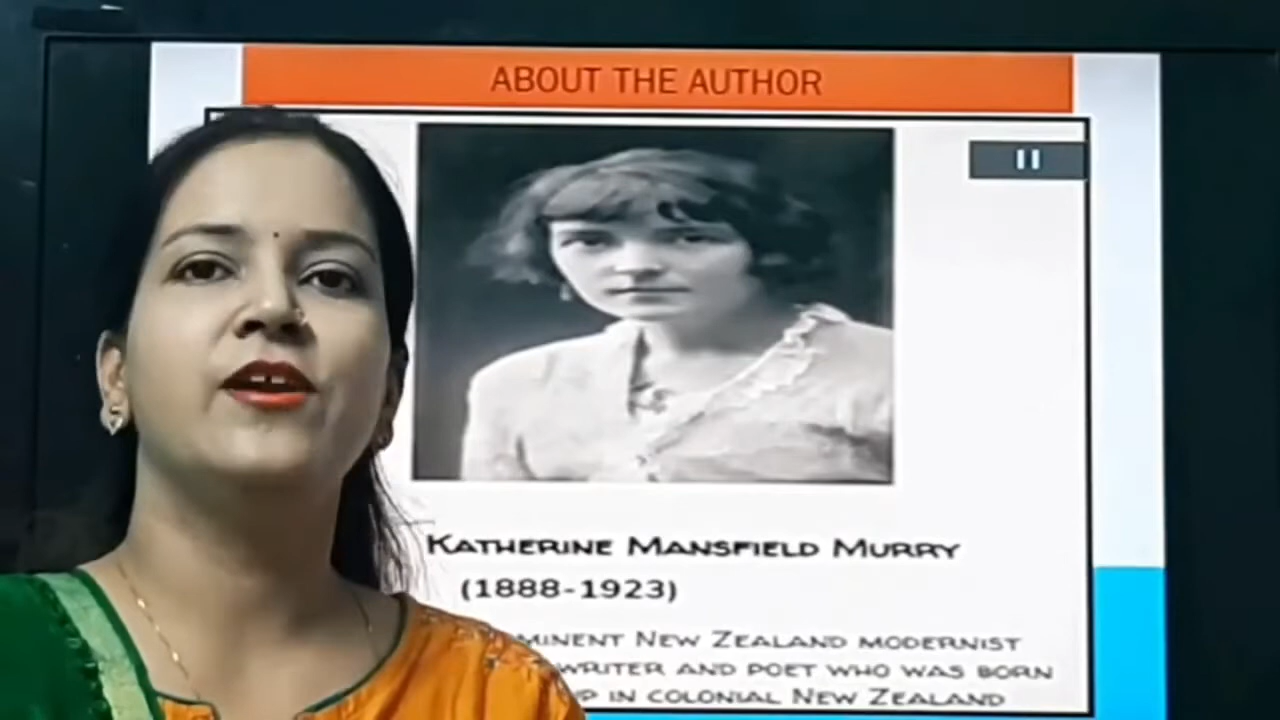 ABOUT THE AUTHOR
KATHERINE MANSFIELD MURRY
(1888-1923)
NEW ZEALAND MODERNIST
WRITER AND POET WHO WAS BORN
IN COLONIAL NEW ZEALAND